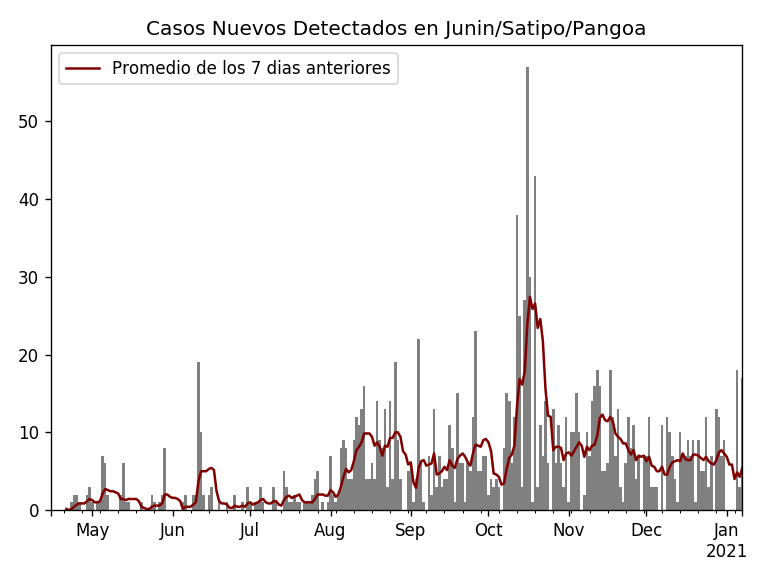 Casos Nuevos Detectados en Junin/Satipo/Pangoa
Promedio de los 7 dias anteriores
50
40
30
20
10
0
May Jun Jul Aug Sep Oct Nov Dec Jan
2021